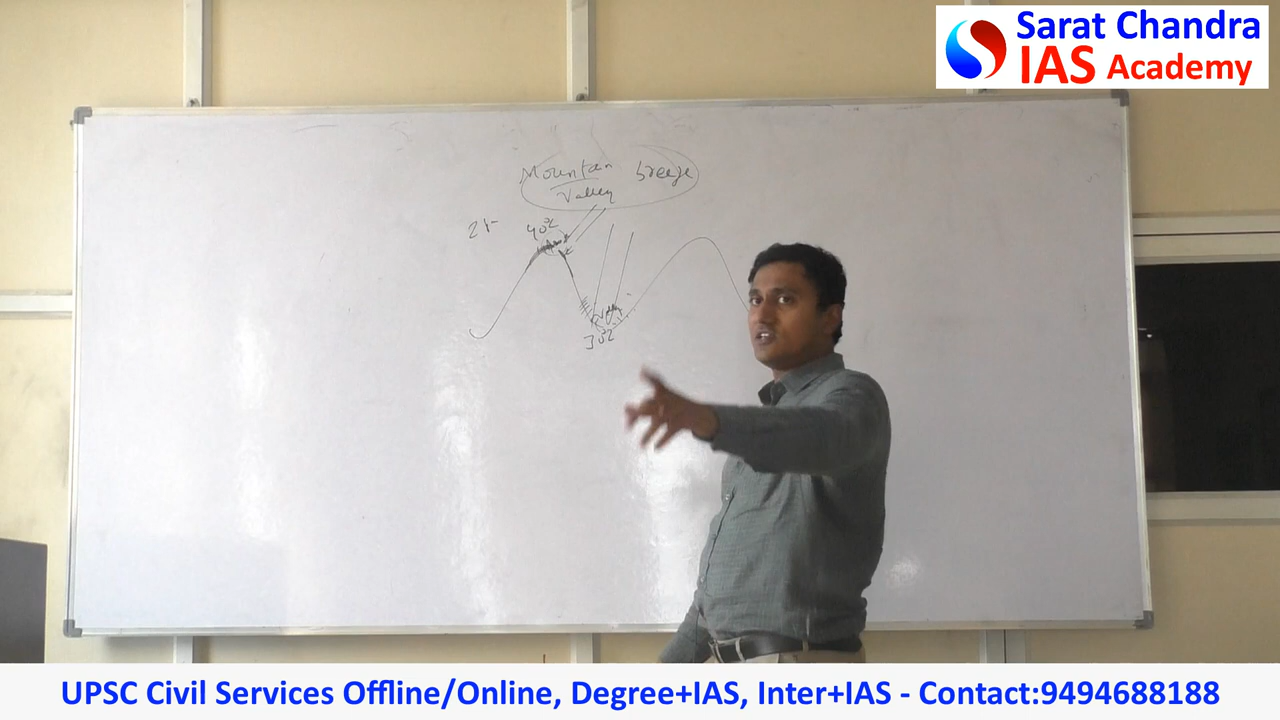 Sarat Chandra
IAS Academy
Mountain breeze
Valley
40°C
Valley
30°C
UPSC Civil Services Offline/Online, Degree+IAS, Inter+IAS - Contact:9494688188